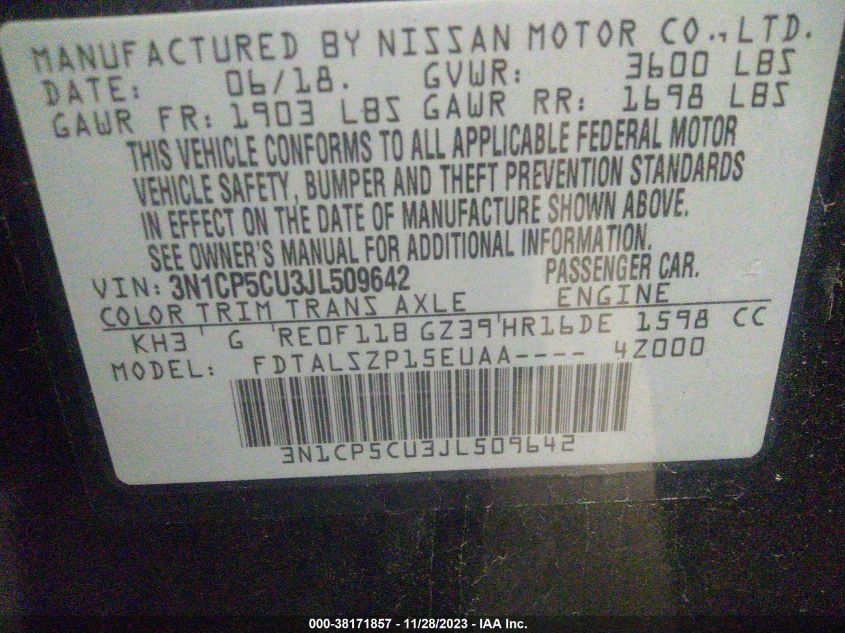 MANUFACTURED BY NISSAN MOTOR CO.,LTD.
DATE: 06/18. GVWR: 3600 LBS
GAWR FR: 1903 LBS GAWR RR: 1698 LBS
THIS VEHICLE CONFORMS TO ALL APPLICABLE FEDERAL MOTOR
VEHICLE SAFETY, BUMPER AND THEFT PREVENTION STANDARDS
IN EFFECT ON THE DATE OF MANUFACTURE SHOWN ABOVE.
SEE OWNER'S MANUAL FOR ADDITIONAL INFORMATION.
VIN: 3N1CP5CU3JL509642 PASSENGER CAR.
COLOR TRIM TRANS AXLE ENGINE
KH3 G RE0F11B GZ39 HR16DE 1598 CC
MODEL: FDTALSZP15EUAA---- 4Z000
3N1CP5CU3JL509642
000-38171857 - 11/28/2023 - IAA Inc.